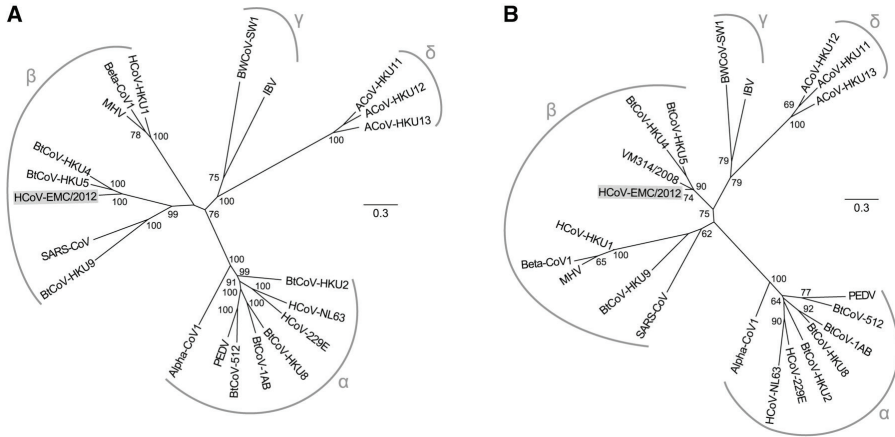 A
γ
BWCoV-SW1
IBV
δ
ACoV-HKU11
ACoV-HKU12
ACoV-HKU13
100
75
100
76
β
HCoV-HKU1
Beta-CoV1
MHV
78
100
BtCoV-HKU4
BtCoV-HKU5
HCoV-EMC/2012
100
100
99
SARS-CoV
BtCoV-HKU9
100
0.3
100
99
91
100
100
100
100
BtCoV-HKU2
HCoV-NL63
HCoV-229E
BtCoV-HKU8
BtCoV-1AB
BtCoV-512
PEDV
Alpha-CoV1
α
B
γ
BWCoV-SW1
IBV
δ
ACoV-HKU12
ACoV-HKU11
ACoV-HKU13
69
100
79
79
β
BtCoV-HKU5
BtCoV-HKU4
VM314/2008
HCoV-EMC/2012
90
74
75
62
HCoV-HKU1
Beta-CoV1
MHV
65
100
BtCoV-HKU9
SARS-CoV
0.3
100
77
64
92
90
PEDV
BtCoV-512
BtCoV-1AB
BtCoV-HKU8
BtCoV-HKU2
HCoV-229E
HCoV-NL63
Alpha-CoV1
α